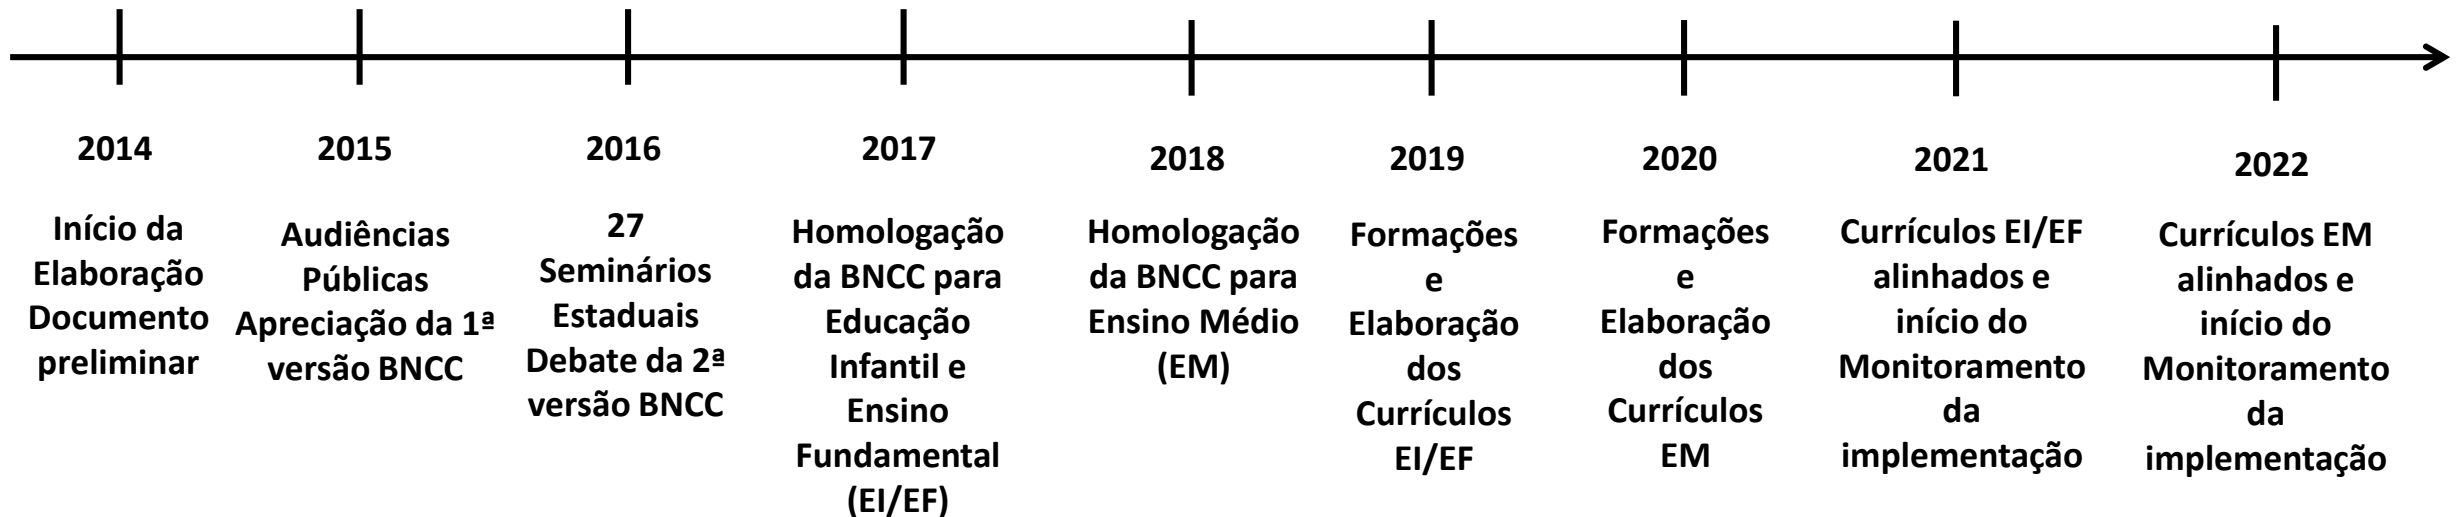 2014
Início da
Elaboração
Documento
preliminar
2015
Audiências
Públicas
Apreciação da 1ª
versão BNCC
2016
27
Seminários
Estaduais
Debate da 2ª
versão BNCC
2017
Homologação
da BNCC para
Educação
Infantil e
Ensino
Fundamental
(EI/EF)
2018
Homologação
da BNCC para
Ensino Médio
(EM)
2019
Formações
e
Elaboração
dos
Currículos
EI/EF
2020
Formações
e
Elaboração
dos
Currículos
EM
2021
Currículos EI/EF
alinhados e
início do
Monitoramento
da
implementação
2022
Currículos EM
alinhados e
início do
Monitoramento
da
implementação